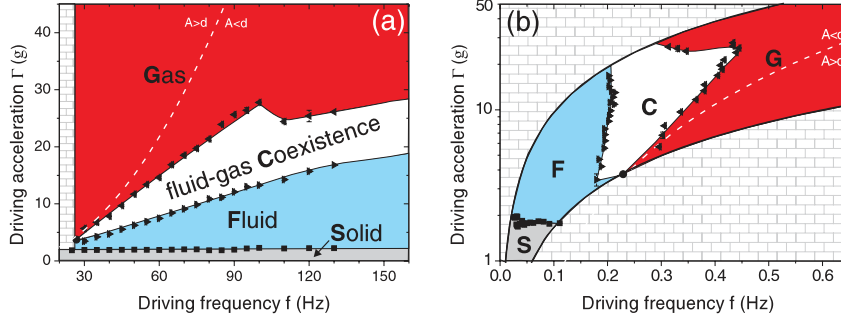 (a)
A>d A<d
Gas
fluid-gas Coexistence
Fluid
Solid
Driving acceleration Γ (g)
40
30
20
10
0
30 60 90 120 150
Driving frequency f (Hz)
(b)
A<d
A>d
G
C
F
S
Driving acceleration Γ (g)
50
10
1
0.0 0.1 0.2 0.3 0.4 0.5 0.6
Driving frequency f (Hz)